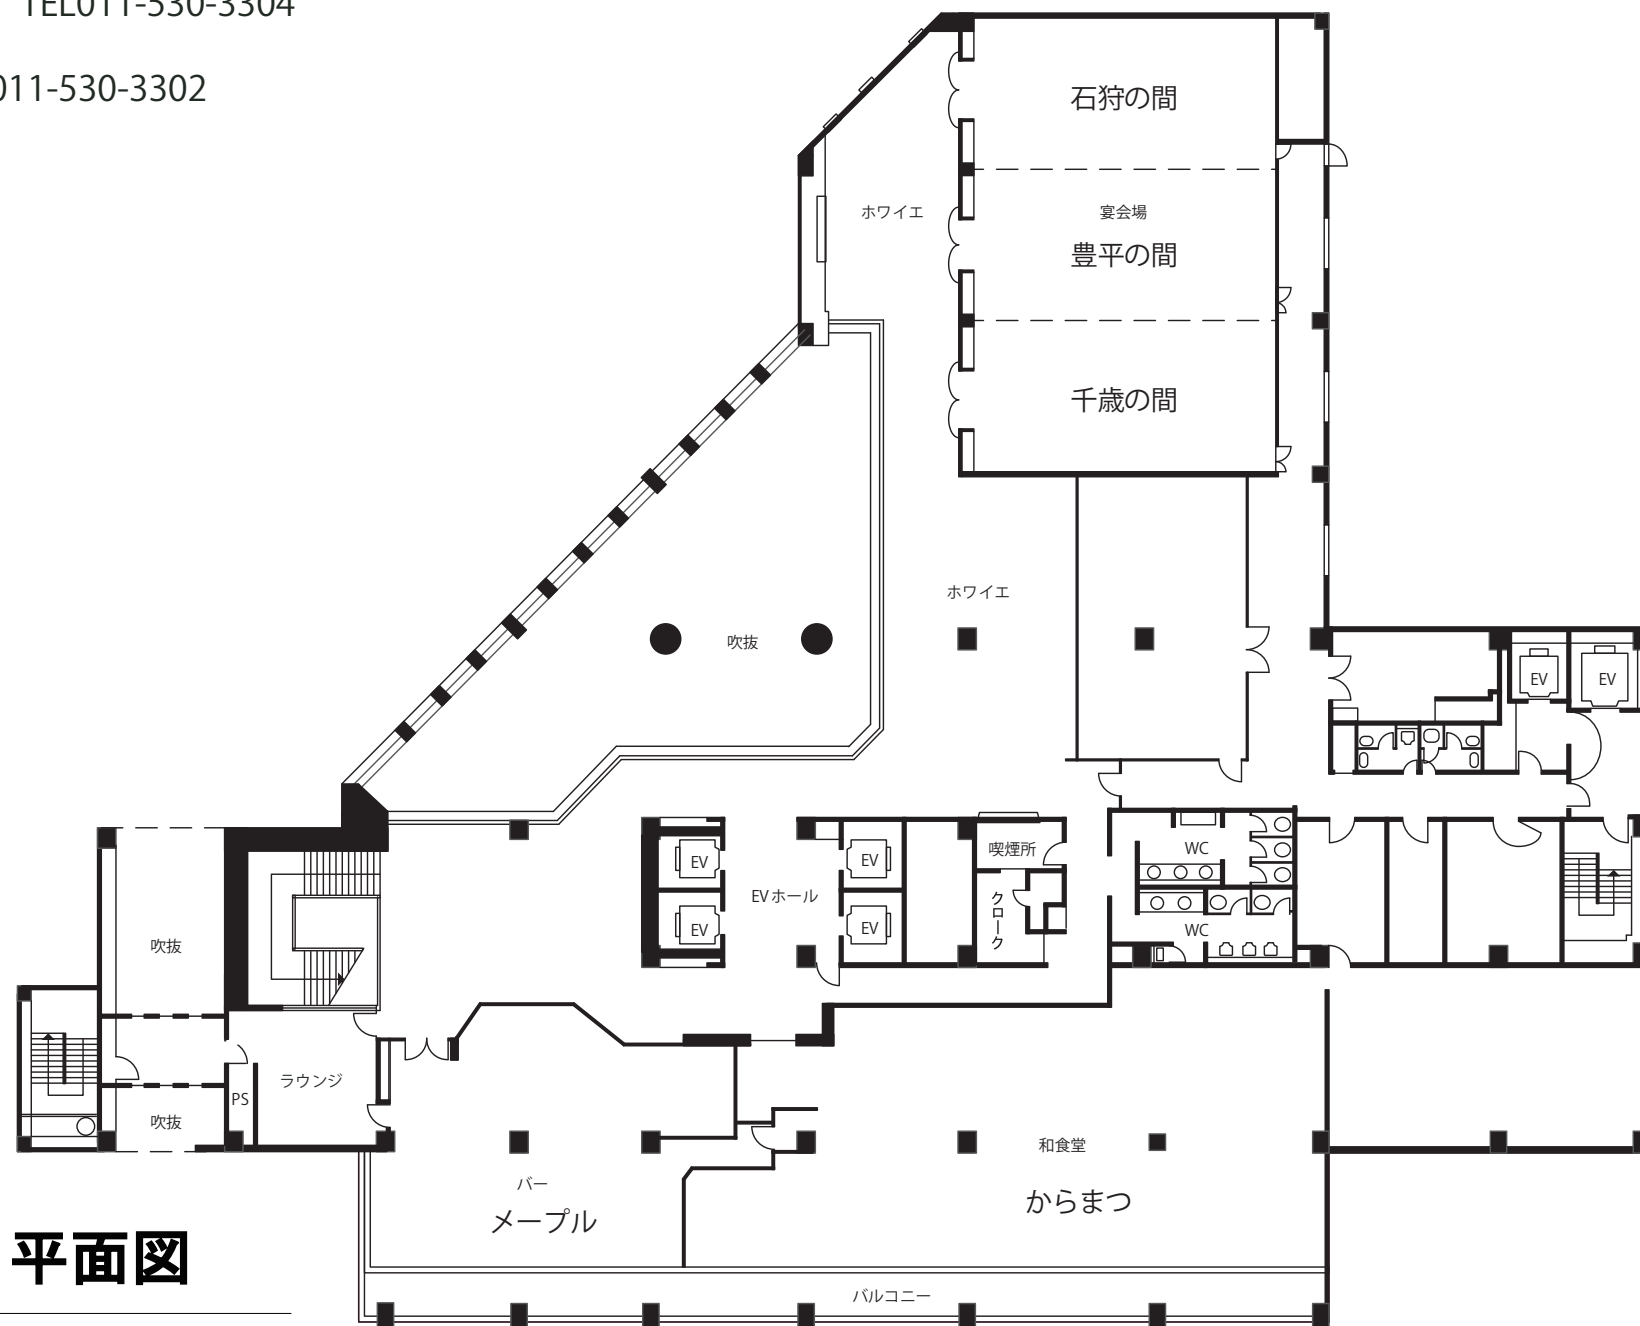 TEL011-530-3304
011-530-3302
石狩の間
ホワイエ
宴会場
豊平の間
千歳の間
ホワイエ
吹抜
EV
EV
EV
EV
EV
EV
EVホール
喫煙所
クローク
WC
WC
吹抜
ラウンジ
PS
吹抜
バー
メープル
和食堂
からまつ
平面図
バルコニー